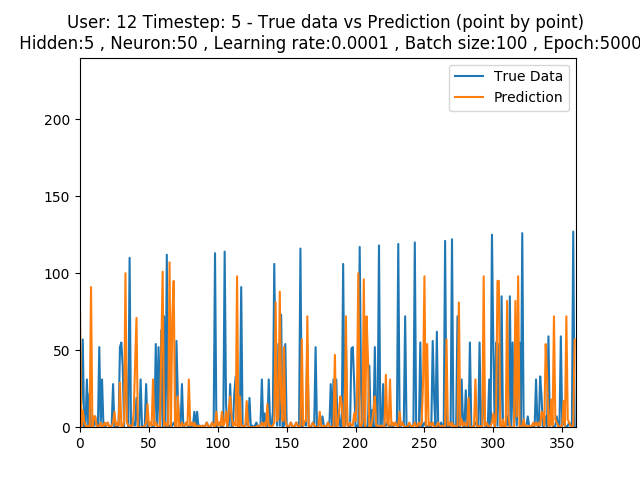 User: 12 Timestep: 5 - True data vs Prediction (point by point)
Hidden:5 , Neuron:50 , Learning rate:0.0001 , Batch size:100 , Epoch:5000
True Data
Prediction
200
150
100
50
0
0 50 100 150 200 250 300 350